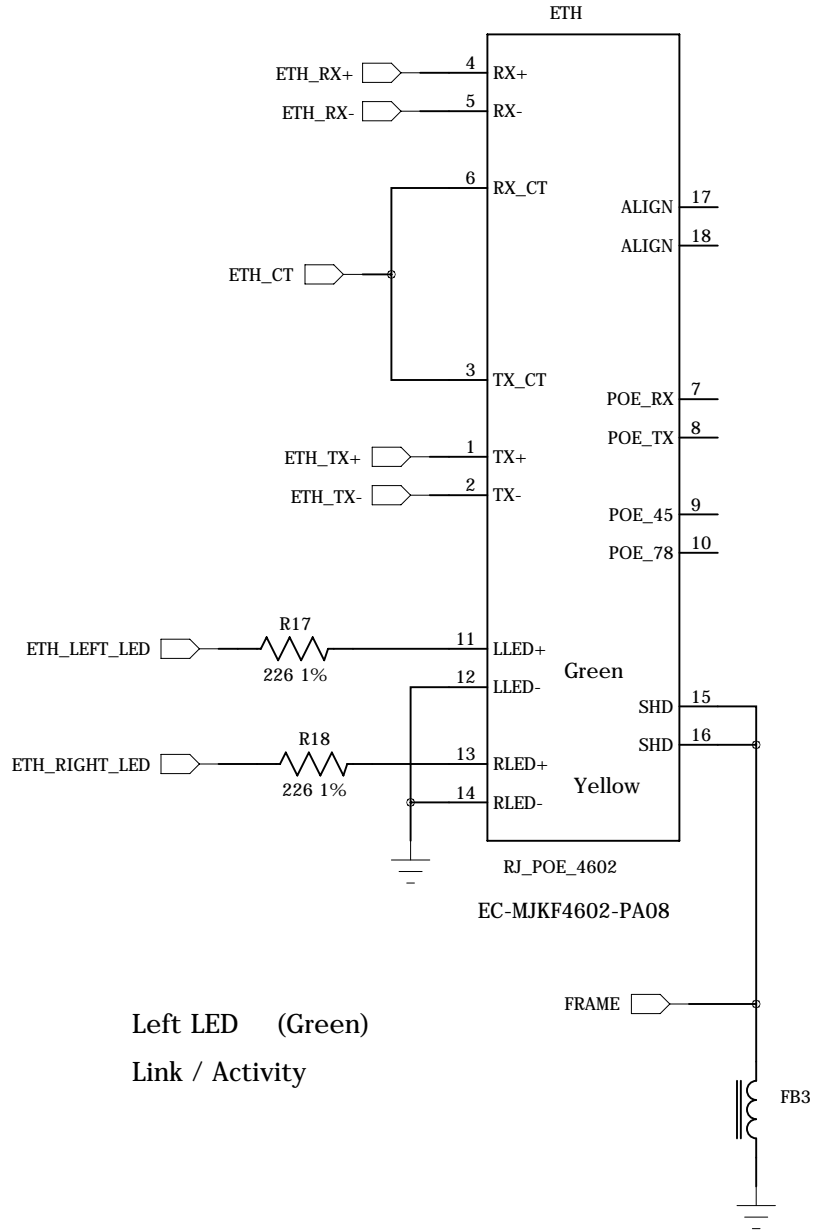 ETH
ETH_RX+ 4 RX+
ETH_RX- 5 RX-
6 RX_CT
ALIGN 17
ALIGN 18
ETH_CT
3 TX_CT
POE_RX 7
POE_TX 8
ETH_TX+ 1 TX+
ETH_TX- 2 TX-
POE_45 9
POE_78 10
R17
ETH_LEFT_LED 11 LLED+
226 1%
12 LLED-
Green
SHD 15
R18
SHD 16
ETH_RIGHT_LED 13 RLED+
226 1%
Yellow
14 RLED-
RJ_POE_4602
EC-MJKF4602-PA08
FRAME
Left LED (Green)
Link / Activity
FB3